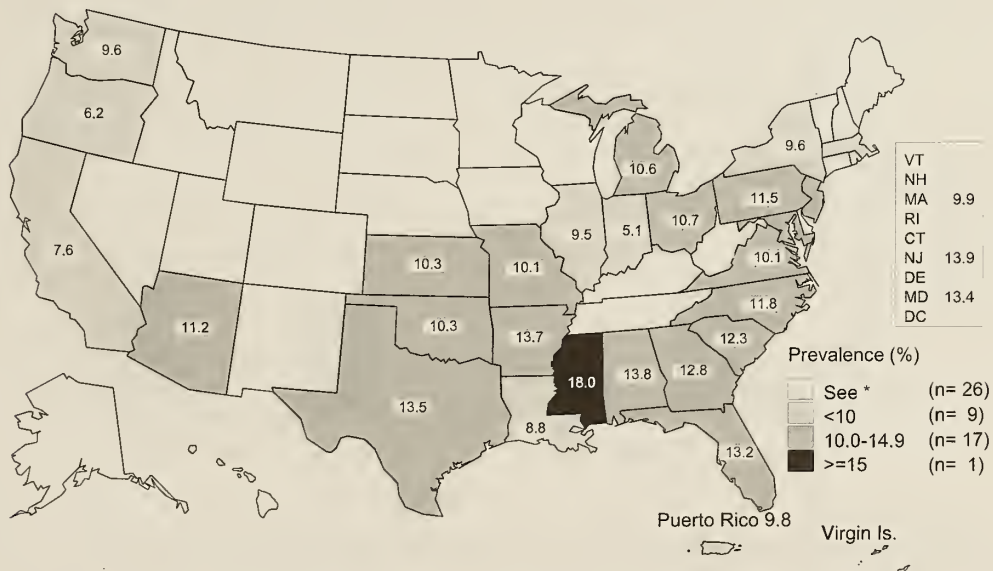 9.6
6.2
9.6
10.6
11.5
9.5
5.1
10.7
7.6
10.3
10.1
10.1
11.2
10.3
13.7
11.8
12.3
13.5
18.0
13.8
12.8
8.8
13.2
VT
NH
MA 9.9
RI
CT
NJ 13.9
DE
MD 13.4
DC
Prevalence (%)
See * (n= 26)
<10 (n= 9)
10.0-14.9 (n= 17)
>=15 (n= 1)
Puerto Rico 9.8
Virgin Is.